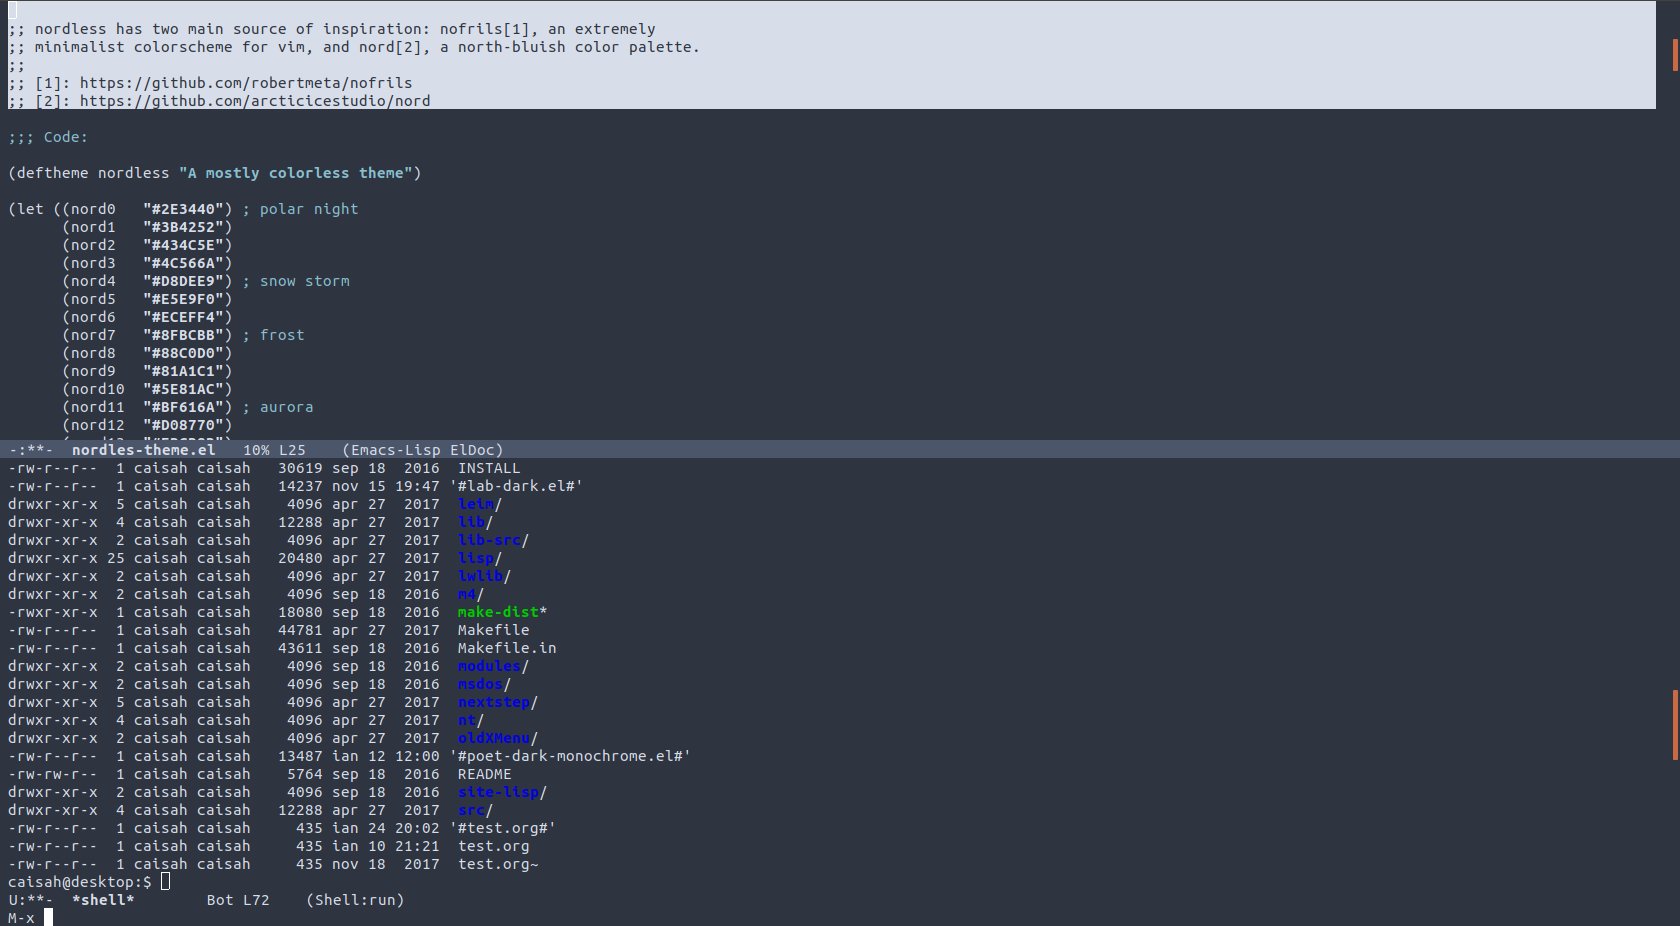 ;; nordless has two main source of inspiration: nofrils[1], an extremely
;; minimalist colorscheme for vim, and nord[2], a north-bluish color palette.
;;
;; [1]: https://github.com/robertmeta/nofrils
;; [2]: https://github.com/arcticicestudio/nord
;;; Code:
(deftheme nordless "A mostly colorless theme")
(let ((nord0   "#2E3440") ; polar night
      (nord1   "#3B4252")
      (nord2   "#434C5E")
      (nord3   "#4C566A")
      (nord4   "#D8DEE9") ; snow storm
      (nord5   "#E5E9F0")
      (nord6   "#ECEFF4")
      (nord7   "#8FBCBB") ; frost
      (nord8   "#88C0D0")
      (nord9   "#81A1C1")
      (nord10  "#5E81AC")
      (nord11  "#BF616A") ; aurora
      (nord12  "#D08770")
-:**-  nordles-theme.el   10% L25    (Emacs-Lisp ElDoc)
-rw-r--r--  1 caisah caisah   30619 sep 18  2016  INSTALL
-rw-r--r--  1 caisah caisah   14237 nov 15 19:47 '#lab-dark.el#'
drwxr-xr-x  5 caisah caisah    4096 apr 27  2017  leim/
drwxr-xr-x  4 caisah caisah   12288 apr 27  2017  lib/
drwxr-xr-x  2 caisah caisah    4096 apr 27  2017  lib-src/
drwxr-xr-x 25 caisah caisah   20480 apr 27  2017  lisp/
drwxr-xr-x  2 caisah caisah    4096 apr 27  2017  lwlib/
drwxr-xr-x  2 caisah caisah    4096 sep 18  2016  m4/
-rwxr-xr-x  1 caisah caisah   18080 sep 18  2016  make-dist*
-rw-r--r--  1 caisah caisah   44781 apr 27  2017  Makefile
-rw-r--r--  1 caisah caisah   43611 sep 18  2016  Makefile.in
drwxr-xr-x  2 caisah caisah    4096 sep 18  2016  modules/
drwxr-xr-x  2 caisah caisah    4096 sep 18  2016  msdos/
drwxr-xr-x  5 caisah caisah    4096 apr 27  2017  nextstep/
drwxr-xr-x  4 caisah caisah    4096 apr 27  2017  nt/
drwxr-xr-x  2 caisah caisah    4096 apr 27  2017  oldXMenu/
-rw-r--r--  1 caisah caisah   13487 ian 12 12:00 '#poet-dark-monochrome.el#'
-rw-rw-r--  1 caisah caisah    5764 sep 18  2016  README
drwxr-xr-x  2 caisah caisah    4096 sep 18  2016  site-lisp/
drwxr-xr-x  4 caisah caisah   12288 apr 27  2017  src/
-rw-r--r--  1 caisah caisah     435 ian 24 20:02 '#test.org#'
-rw-r--r--  1 caisah caisah     435 ian 10 21:21  test.org
-rw-r--r--  1 caisah caisah     435 nov 18  2017  test.org~
caisah@desktop:$
U:**-  *shell*        Bot L72    (Shell:run)
M-x